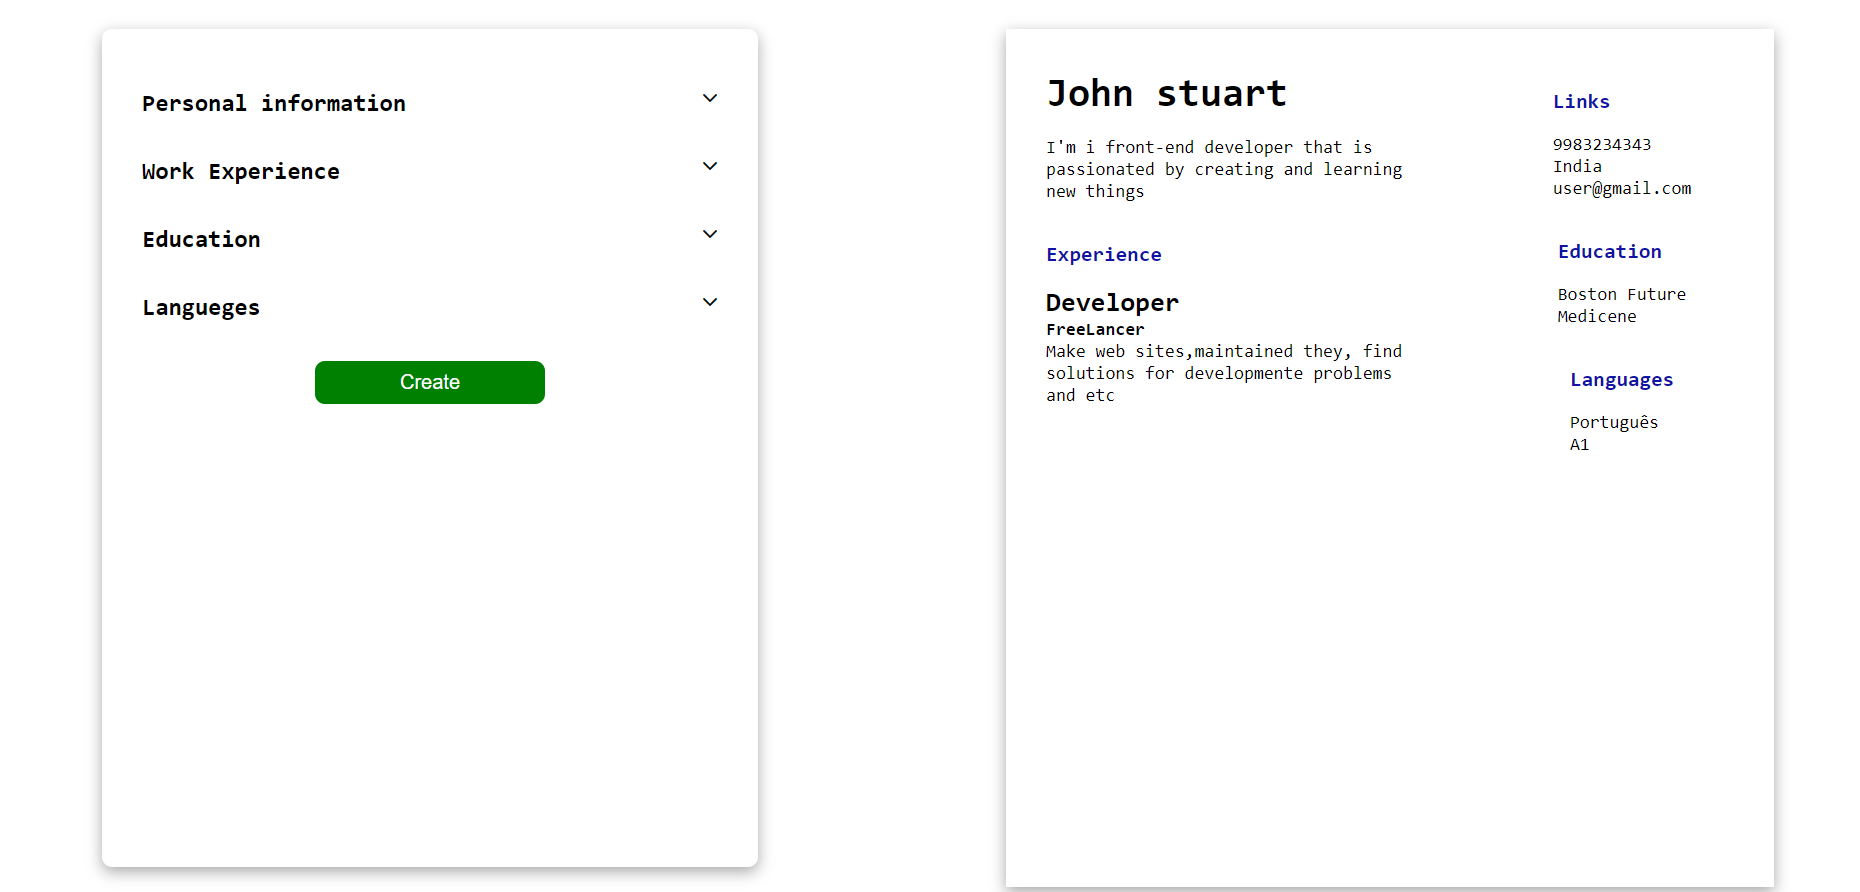 Personal information
Work Experience
Education
Langueges
Create
John stuart
I'm i front-end developer that is
passionated by creating and learning
new things
Experience
Developer
FreeLancer
Make web sites,maintained they, find
solutions for developmente problems
and etc
Links
9983234343
India
user@gmail.com
Education
Boston Future
Medicene
Languages
Português
A1